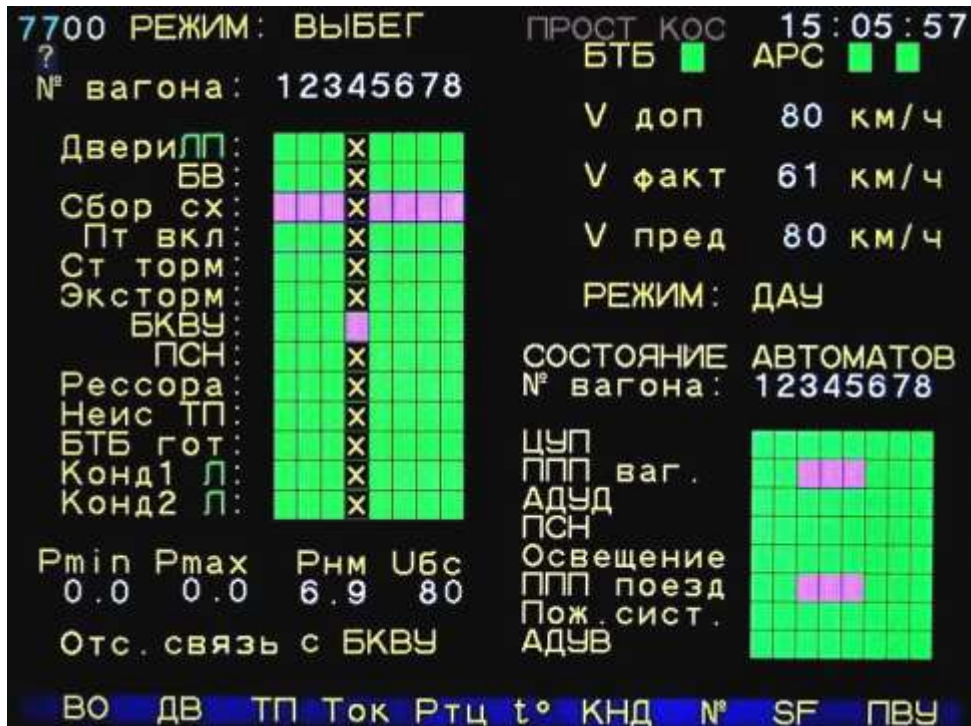 7700 РЕЖИМ: ВЫБЕГ
ПРОСТ КОС 15:05:57
?
БТБ АРС
№ вагона: 12345678
V доп 80 км/ч
V факт 61 км/ч
V пред 80 км/ч
РЕЖИМ: ДАУ
Двери ЛП: X
БВ: X
Сбор сх: X
Пт вкл: X
Ст торм: X
Эксторм: X
БКВУ:
ПСН: X
Рессора: X
Неис ТП: X
БТБ гот: X
Конд1 Л: X
Конд2 Л: X
СОСТОЯНИЕ АВТОМАТОВ
№ вагона: 12345678
ЦУП
ППП ваг.
АДУД
ПСН
Освещение
ППП поезд
Пож.сист.
АДУВ
Pmin Pmax Рнм Uбс
0.0 0.0 6.9 80
Отс.связь с БКВУ
ВО ДВ ТП Ток Ртц t° КНД № SF ПВУ